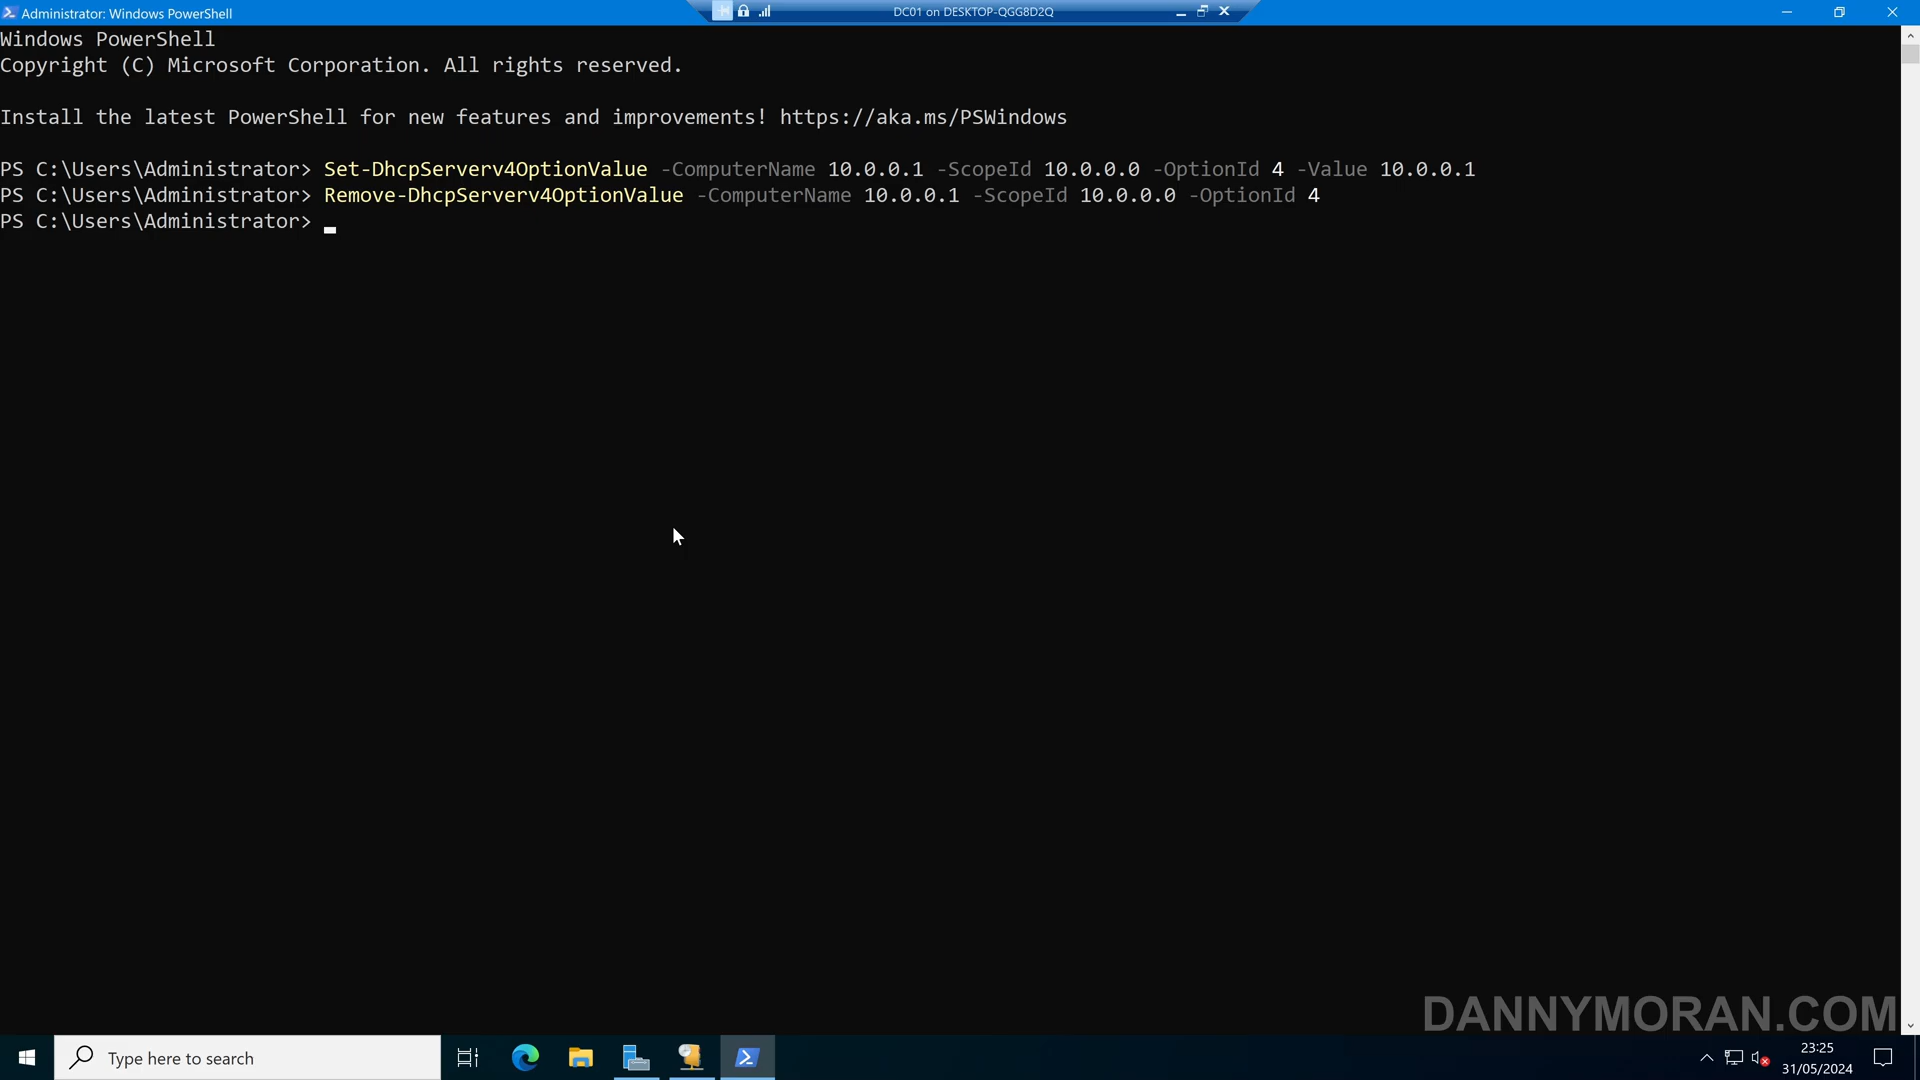 Administrator: Windows PowerShell
DC01 on DESKTOP-QGG8D2Q
Windows PowerShell
Copyright (C) Microsoft Corporation. All rights reserved.
Install the latest PowerShell for new features and improvements! https://aka.ms/PSWindows
PS C:\Users\Administrator> Set-DhcpServerv4OptionValue -ComputerName 10.0.0.1 -ScopeId 10.0.0.0 -OptionId 4 -Value 10.0.0.1
PS C:\Users\Administrator> Remove-DhcpServerv4OptionValue -ComputerName 10.0.0.1 -ScopeId 10.0.0.0 -OptionId 4
PS C:\Users\Administrator>
DANNYMORAN.COM
Type here to search
23:25
31/05/2024